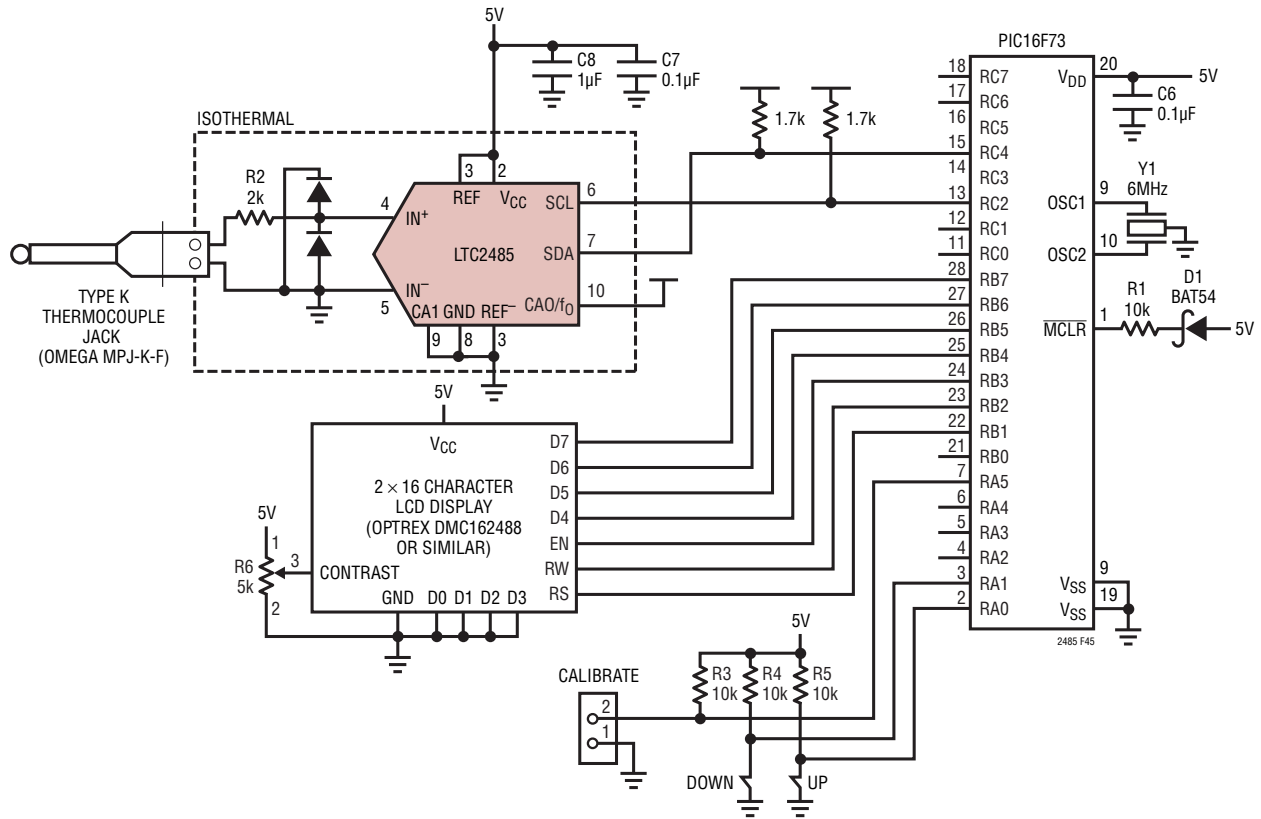 5V
C8
1µF
C7
0.1µF
ISOTHERMAL
R2
2k
TYPE K
THERMOCOUPLE
JACK
(OMEGA MPJ-K-F)
4
IN+
IN–
5
3
2
REF
VCC
LTC2485
SCL
6
SDA
7
CA0/fO
10
CA1
GND
REF–
9
8
3
1.7k
1.7k
PIC16F73
18
RC7
17
RC6
16
RC5
15
RC4
14
RC3
13
RC2
12
RC1
11
RC0
28
RB7
27
RB6
26
RB5
25
RB4
24
RB3
23
RB2
22
RB1
21
RB0
7
RA5
6
RA4
5
RA3
4
RA2
3
RA1
2
RA0
VDD
20
5V
C6
0.1µF
Y1
6MHz
OSC1
9
OSC2
10
MCLR
1
R1
10k
D1
BAT54
5V
VSS
9
VSS
19
2485 F45
5V
VCC
2 × 16 CHARACTER
LCD DISPLAY
(OPTREX DMC162488
OR SIMILAR)
D7
D6
D5
D4
EN
RW
RS
CONTRAST
GND
D0
D1
D2
D3
5V
1
R6
5k
3
2
CALIBRATE
2
1
5V
R3
10k
R4
10k
R5
10k
DOWN
UP